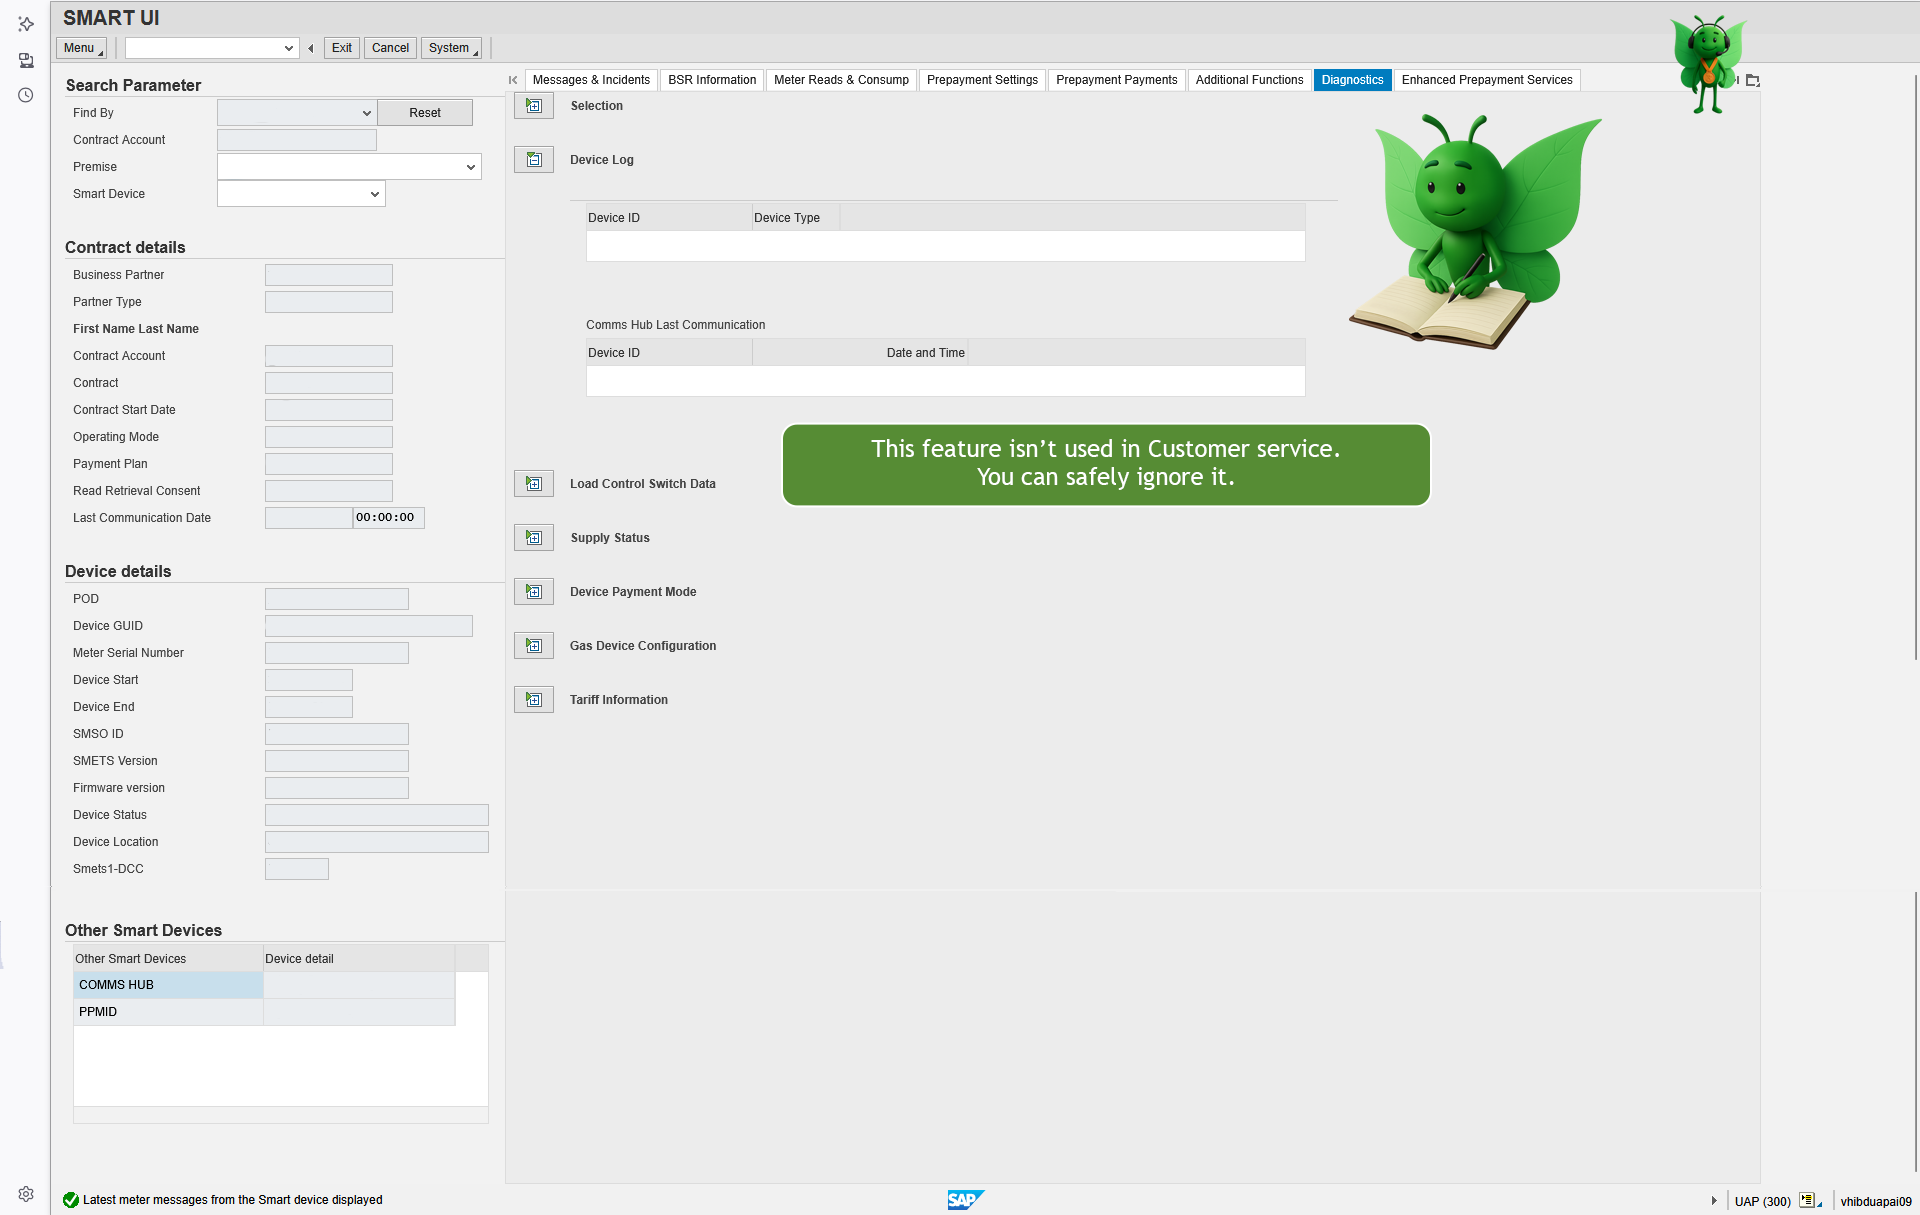 SMART UI
Menu
Exit
Cancel
System
Search Parameter
Find By
Reset
Contract Account
Premise
Smart Device
Contract details
Business Partner
Partner Type
First Name Last Name
Contract Account
Contract
Contract Start Date
Operating Mode
Payment Plan
Read Retrieval Consent
Last Communication Date
00:00:00
Device details
POD
Device GUID
Meter Serial Number
Device Start
Device End
SMSO ID
SMETS Version
Firmware version
Device Status
Device Location
Smets1-DCC
Other Smart Devices
Other Smart Devices Device detail
COMMS HUB
PPMID
Messages & Incidents BSR Information Meter Reads & Consump Prepayment Settings Prepayment Payments Additional Functions Diagnostics Enhanced Prepayment Services
Selection
Device Log
Device ID Device Type
Comms Hub Last Communication
Device ID Date and Time
This feature isn’t used in Customer service.
You can safely ignore it.
Load Control Switch Data
Supply Status
Device Payment Mode
Gas Device Configuration
Tariff Information
Latest meter messages from the Smart device displayed
SAP
UAP (300)
vhibduapai09